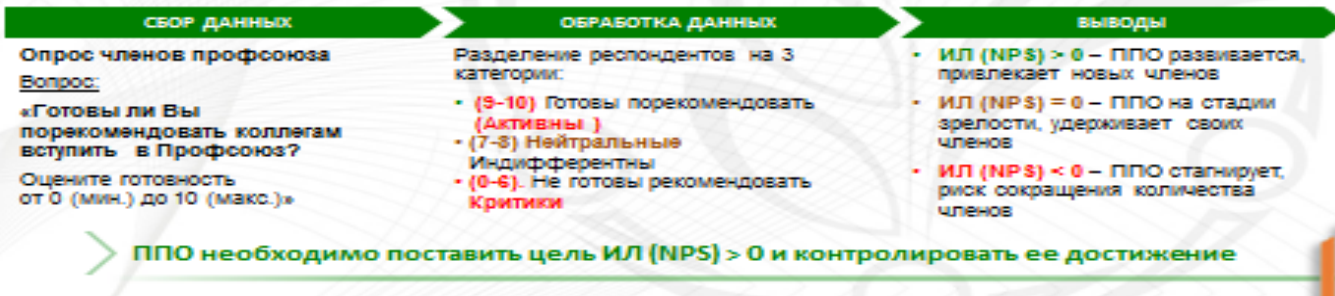 СБОР ДАННЫХ
Опрос членов профсоюза
Вопрос:
«Готовы ли Вы
порекомендовать коллегам
вступить в Профсоюз?
Оцените готовность
от 0 (мин.) до 10 (макс.)»
ОБРАБОТКА ДАННЫХ
Разделение респондентов на 3
категории:
• (9-10) Готовы порекомендовать
(Активны )
• (7-8) Нейтральные
Индифферентны
• (0-6). Не готовы рекомендовать
Критики
ВЫВОДЫ
• ИЛ (NPS) > 0 – ППО развивается,
привлекает новых членов
• ИЛ (NPS) = 0 – ППО на стадии
зрелости, удерживает своих
членов
• ИЛ (NPS) < 0 – ППО стагнирует,
риск сокращения количества
членов
ППО необходимо поставить цель ИЛ (NPS) > 0 и контролировать ее достижение